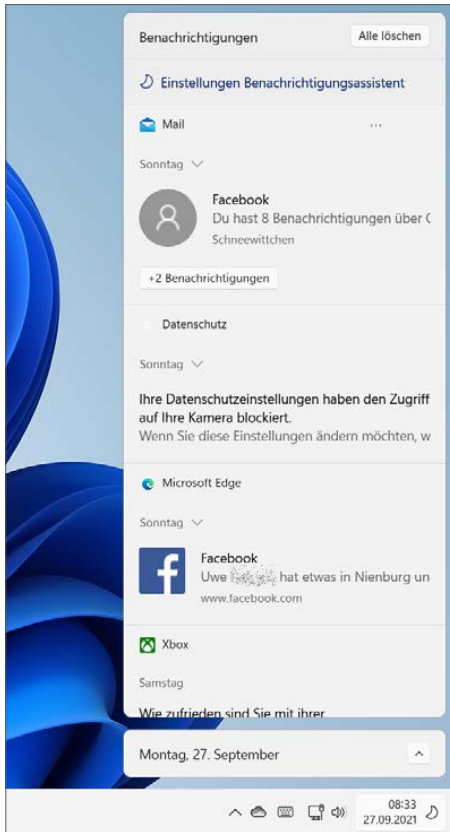 Benachrichtigungen
Alle löschen
Einstellungen Benachrichtigungsassistent
Mail
...
Sonntag
Facebook
Du hast 8 Benachrichtigungen über
Schneewittchen
+2 Benachrichtigungen
Datenschutz
Sonntag
Ihre Datenschutzeinstellungen haben den Zugriff
auf Ihre Kamera blockiert.
Wenn Sie diese Einstellungen ändern möchten, w
Microsoft Edge
Sonntag
Facebook
Uwe hat etwas in Nienburg un
www.facebook.com
Xbox
Samstag
Wie zufrieden sind Sie mit ihrer
Montag, 27. September
08:33
27.09.2021